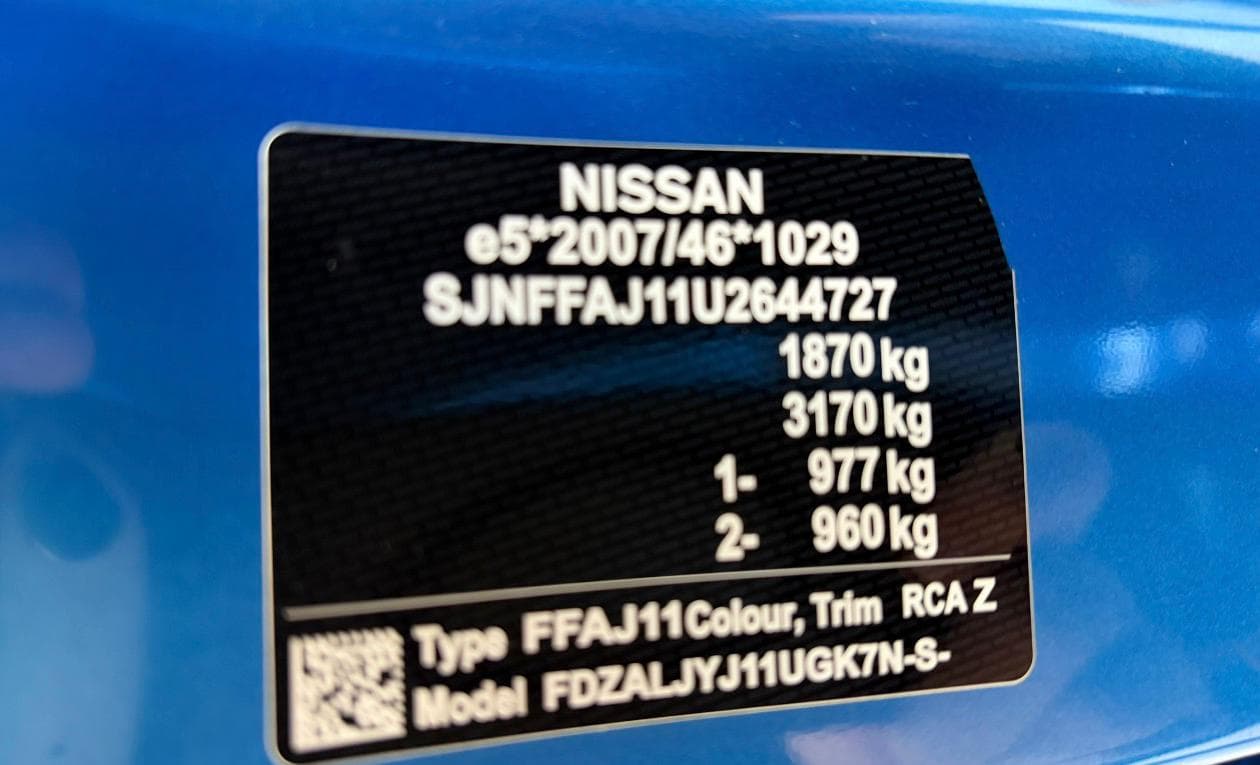 NISSAN
e5*2007/46*1029
SJNFFAJ11U2644727
1870 kg
3170 kg
1- 977 kg
2- 960 kg
Type FFAJ11 Colour, Trim RCA Z
Model FDZALJYJ11UGK7N-S-